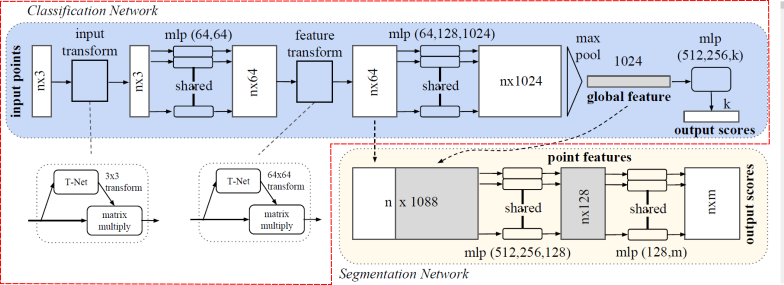 Classification Network
input points
nx3
input
transform
nx3
mlp (64,64)
shared
nx64
feature
transform
nx64
mlp (64,128,1024)
shared
nx1024
max
pool
1024
global feature
mlp
(512,256,k)
k
output scores
T-Net
3x3
transform
matrix
multiply
T-Net
64x64
transform
matrix
multiply
point features
n x 1088
shared
mlp (512,256,128)
nx128
shared
mlp (128,m)
nxm
output scores
Segmentation Network